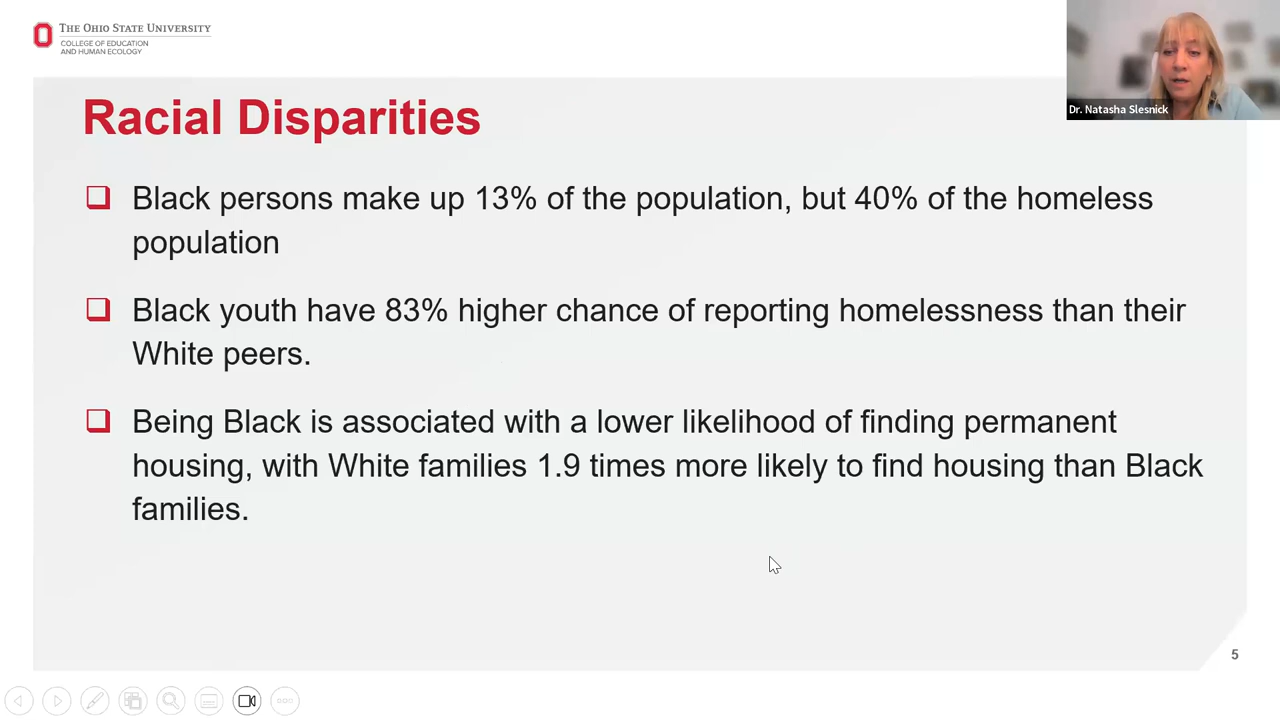 THE OHIO STATE UNIVERSITY
COLLEGE OF EDUCATION
AND HUMAN ECOLOGY
Dr. Natasha Slesnick
Racial Disparities
Black persons make up 13% of the population, but 40% of the homeless
population
Black youth have 83% higher chance of reporting homelessness than their
White peers.
Being Black is associated with a lower likelihood of finding permanent
housing, with White families 1.9 times more likely to find housing than Black
families.
5